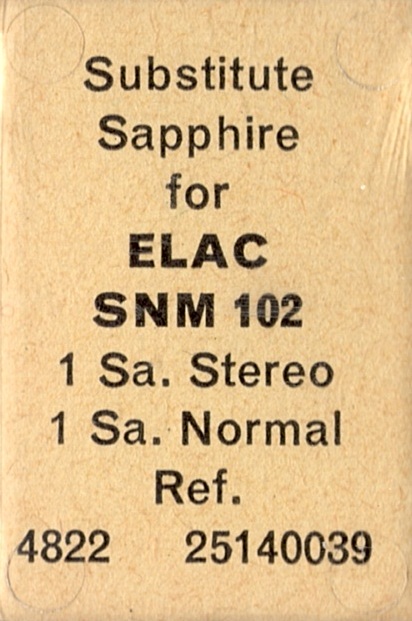 Substitute
Sapphire
for
ELAC
SNM 102
1 Sa. Stereo
1 Sa. Normal
Ref.
4822 25140039